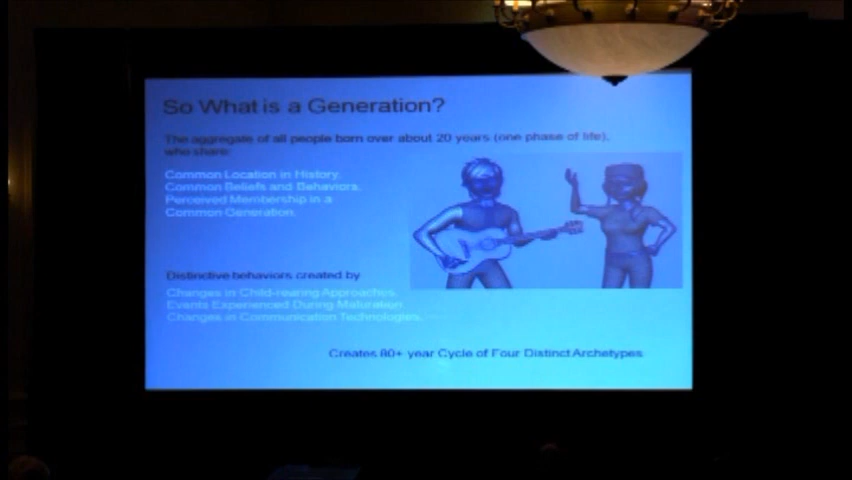 So What is a Generation?
The aggregate of all people born over about 20 years (one phase of life),
who share:
Common Location in History.
Common Beliefs and Behaviors.
Perceived Membership in a
Common Generation.
Distinctive behaviors created by
Changes in Child-rearing Approaches.
Events Experienced During Maturation.
Changes in Communication Technologies.
Creates 80+ year Cycle of Four Distinct Archetypes